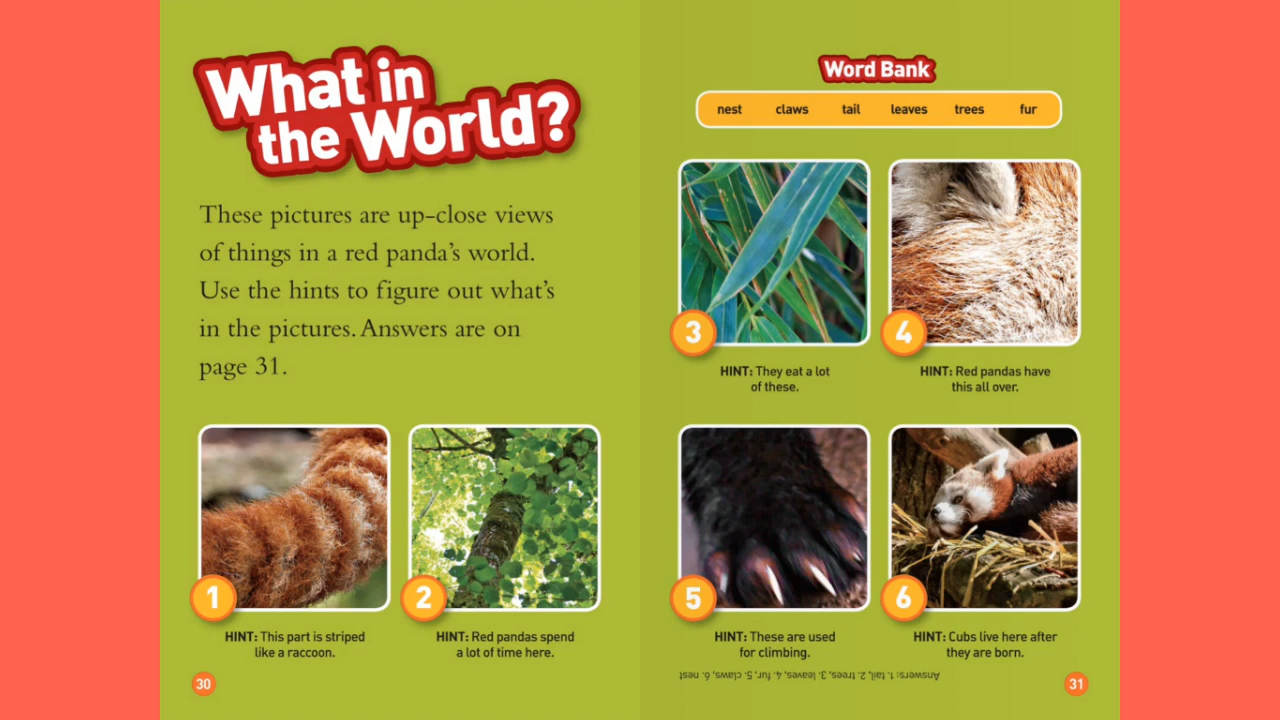 What in
the World?
These pictures are up-close views
of things in a red panda's world.
Use the hints to figure out what's
in the pictures. Answers are on
page 31.
1
HINT: This part is striped
like a raccoon.
2
HINT: Red pandas spend
a lot of time here.
30
Word Bank
nest claws tail leaves trees fur
3
HINT: They eat a lot
of these.
4
HINT: Red pandas have
this all over.
5
HINT: These are used
for climbing.
6
HINT: Cubs live here after
they are born.
Answers: 1. tail, 2. trees, 3. leaves, 4. fur, 5. claws, 6. nest
31